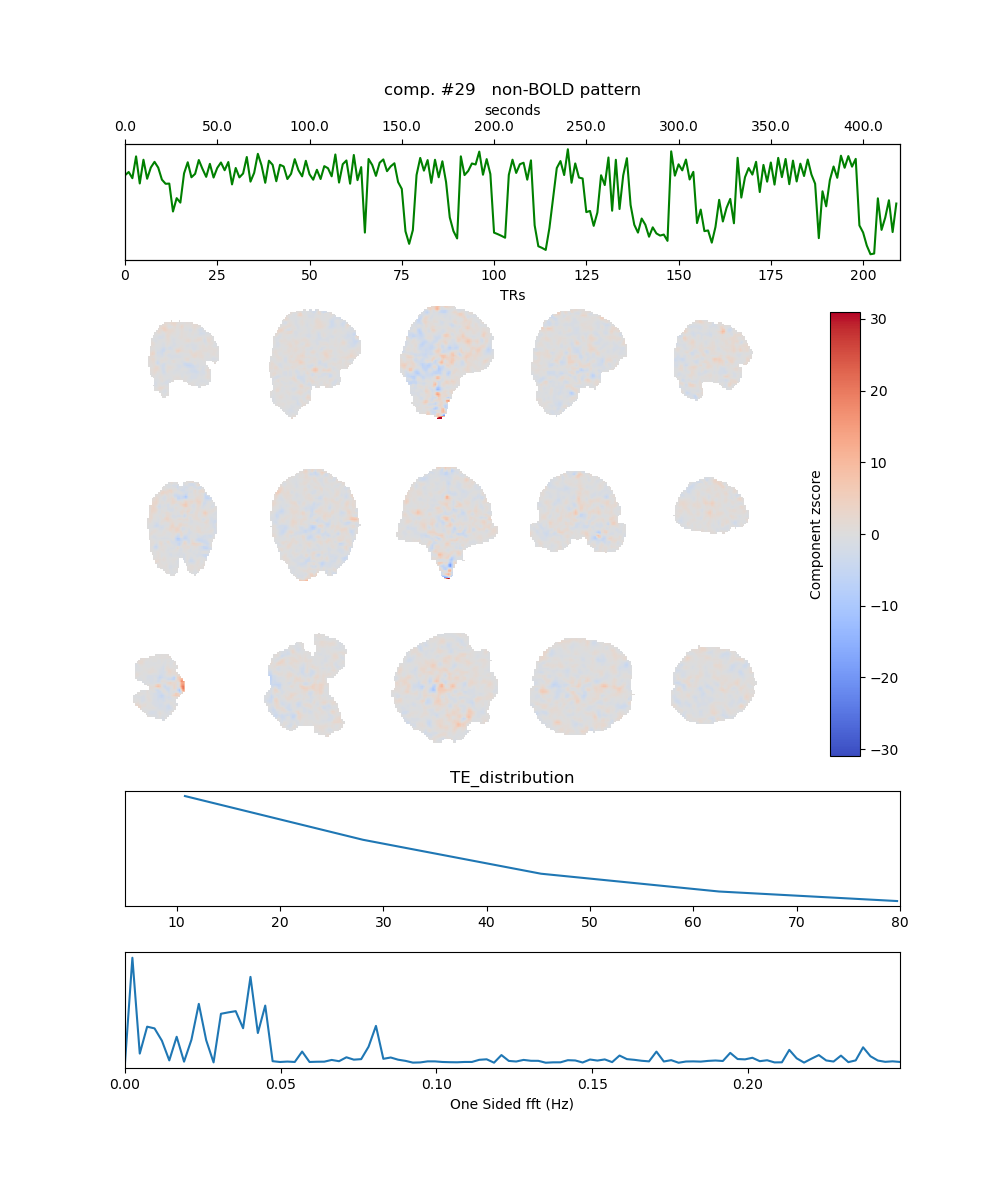 comp. #29   non-BOLD pattern
seconds
0.0 50.0 100.0 150.0 200.0 250.0 300.0 350.0 400.0
0 25 50 75 100 125 150 175 200
TRs
30
20
10
0
−10
−20
−30
Component zscore
TE_distribution
10 20 30 40 50 60 70 80
0.00 0.05 0.10 0.15 0.20
One Sided fft (Hz)